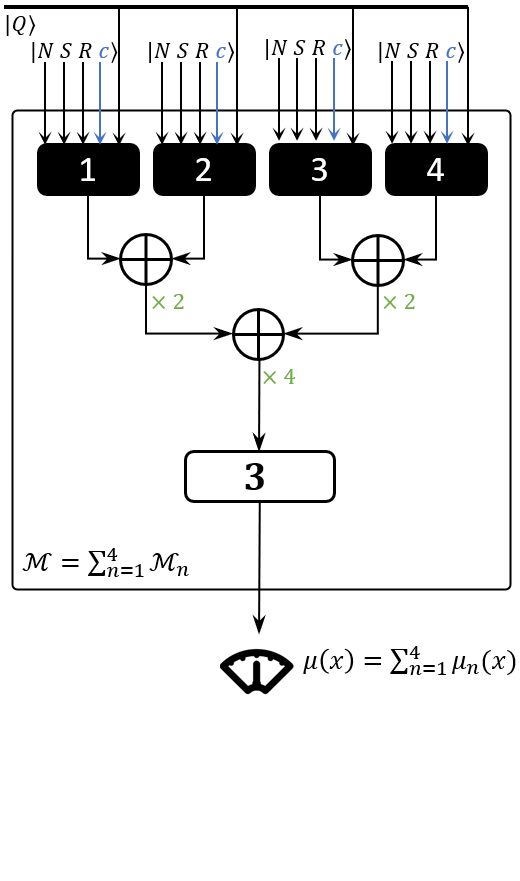 |Q⟩
|N S R c⟩ |N S R c⟩ |N S R c⟩ |N S R c⟩
1 2 3 4
× 2 × 2
× 4
3
ℳ = ∑⁴ₙ₌₁ ℳₙ
μ(x) = ∑⁴ₙ₌₁ μₙ(x)